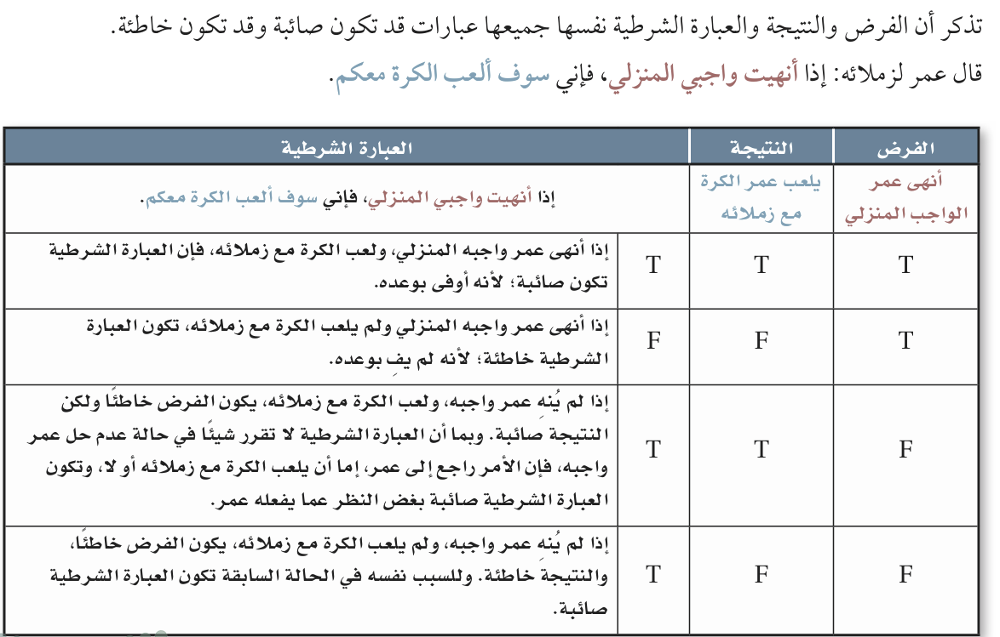 تذكر أن الفرض والنتيجة والعبارة الشرطية نفسها جميعها عبارات قد تكون صائبة وقد تكون خاطئة.
قال عمر لزملائه: إذا أنهيت واجبي المنزلي، فإني سوف ألعب الكرة معكم.
الفرض النتيجة العبارة الشرطية
أنهى عمر
الواجب المنزلي
يلعب عمر الكرة
مع زملائه
إذا أنهيت واجبي المنزلي، فإني سوف ألعب الكرة معكم.
T T T
إذا أنهى عمر واجبه المنزلي، ولعب الكرة مع زملائه، فإن العبارة الشرطية
تكون صائبة؛ لأنه أوفى بوعده.
T F F
إذا أنهى عمر واجبه المنزلي ولم يلعب الكرة مع زملائه، تكون العبارة
الشرطية خاطئة؛ لأنه لم يفِ بوعده.
F T T
إذا لم يُنهِ عمر واجبه، ولعب الكرة مع زملائه، يكون الفرض خاطئًا ولكن
النتيجة صائبة. وبما أن العبارة الشرطية لا تقرر شيئًا في حالة عدم حل عمر
واجبه، فإن الأمر راجع إلى عمر، إما أن يلعب الكرة مع زملائه أو لا، وتكون
العبارة الشرطية صائبة بغض النظر عما يفعله عمر.
F F T
إذا لم يُنهِ عمر واجبه، ولم يلعب الكرة مع زملائه، يكون الفرض خاطئًا،
والنتيجة خاطئة. وللسبب نفسه في الحالة السابقة تكون العبارة الشرطية
صائبة.